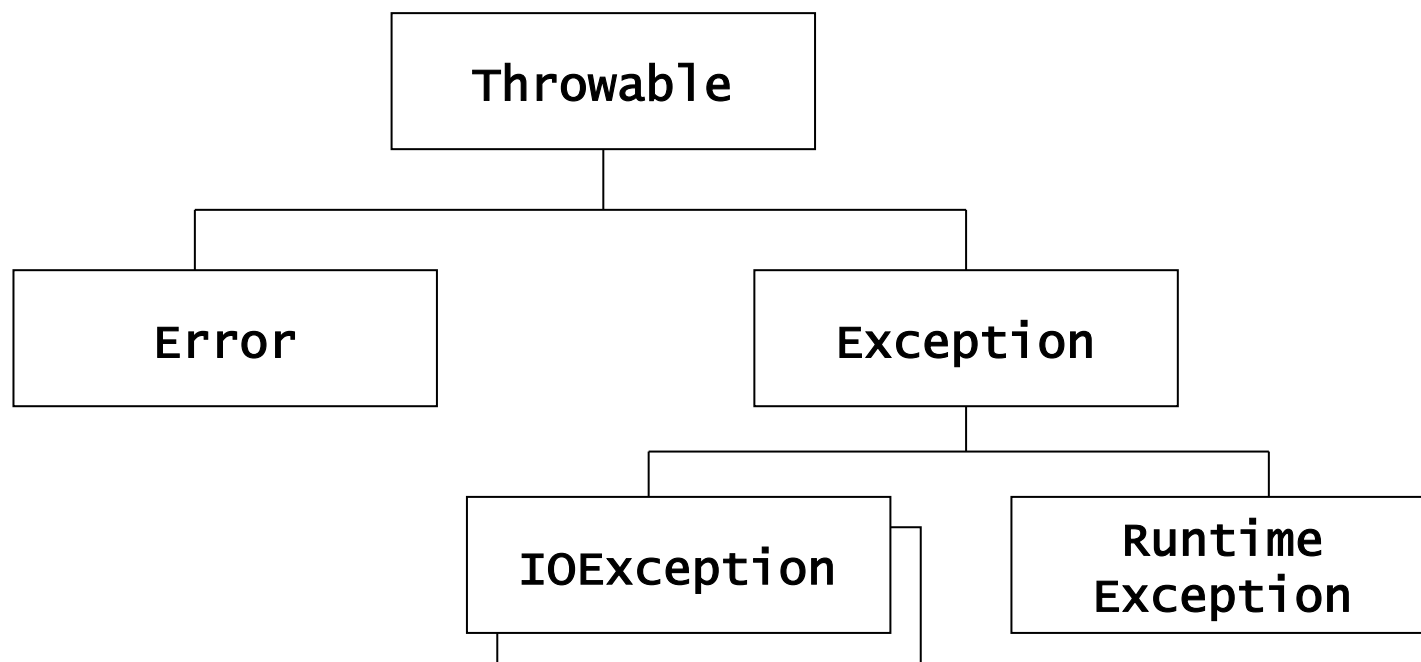 Throwable
Error
Exception
IOException
Runtime
Exception